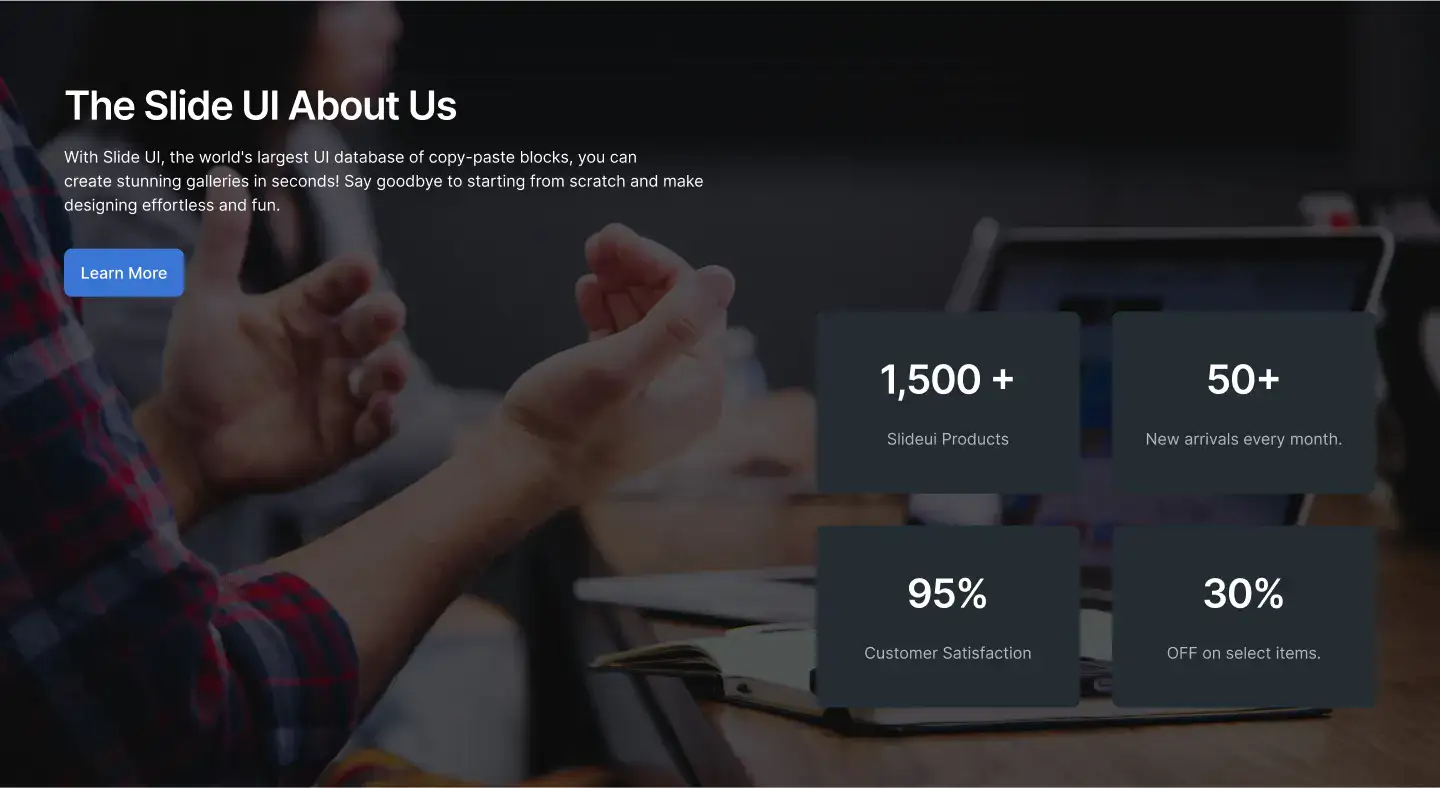 The Slide UI About Us
With Slide UI, the world's largest UI database of copy-paste blocks, you can
create stunning galleries in seconds! Say goodbye to starting from scratch and make
designing effortless and fun.
Learn More
1,500 +
Slideui Products
50+
New arrivals every month.
95%
Customer Satisfaction
30%
OFF on select items.